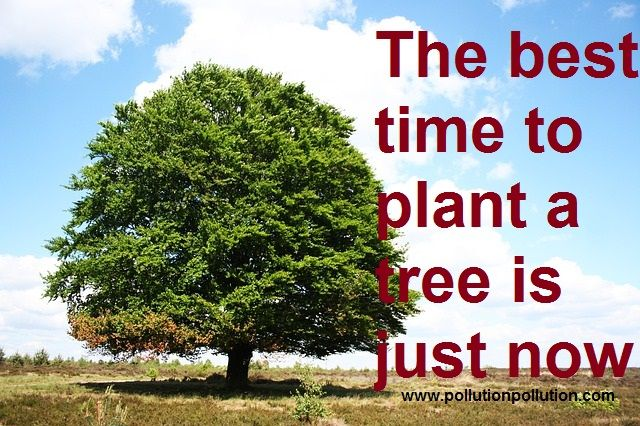 The best
time to
plant a
tree is
just now
www.pollutionpollution.com